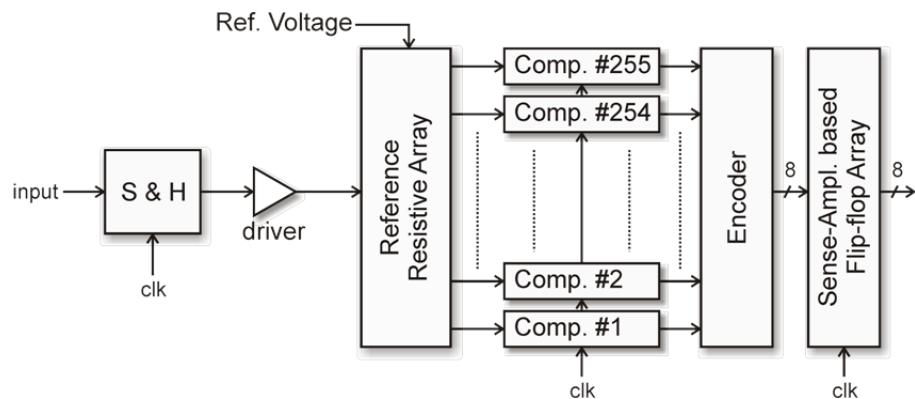 Ref. Voltage
input
S & H
clk
driver
Reference
Resistive Array
Comp. #255
Comp. #254
Comp. #2
Comp. #1
clk
Encoder
8
Sense-Ampl. based
Flip-flop Array
clk
8